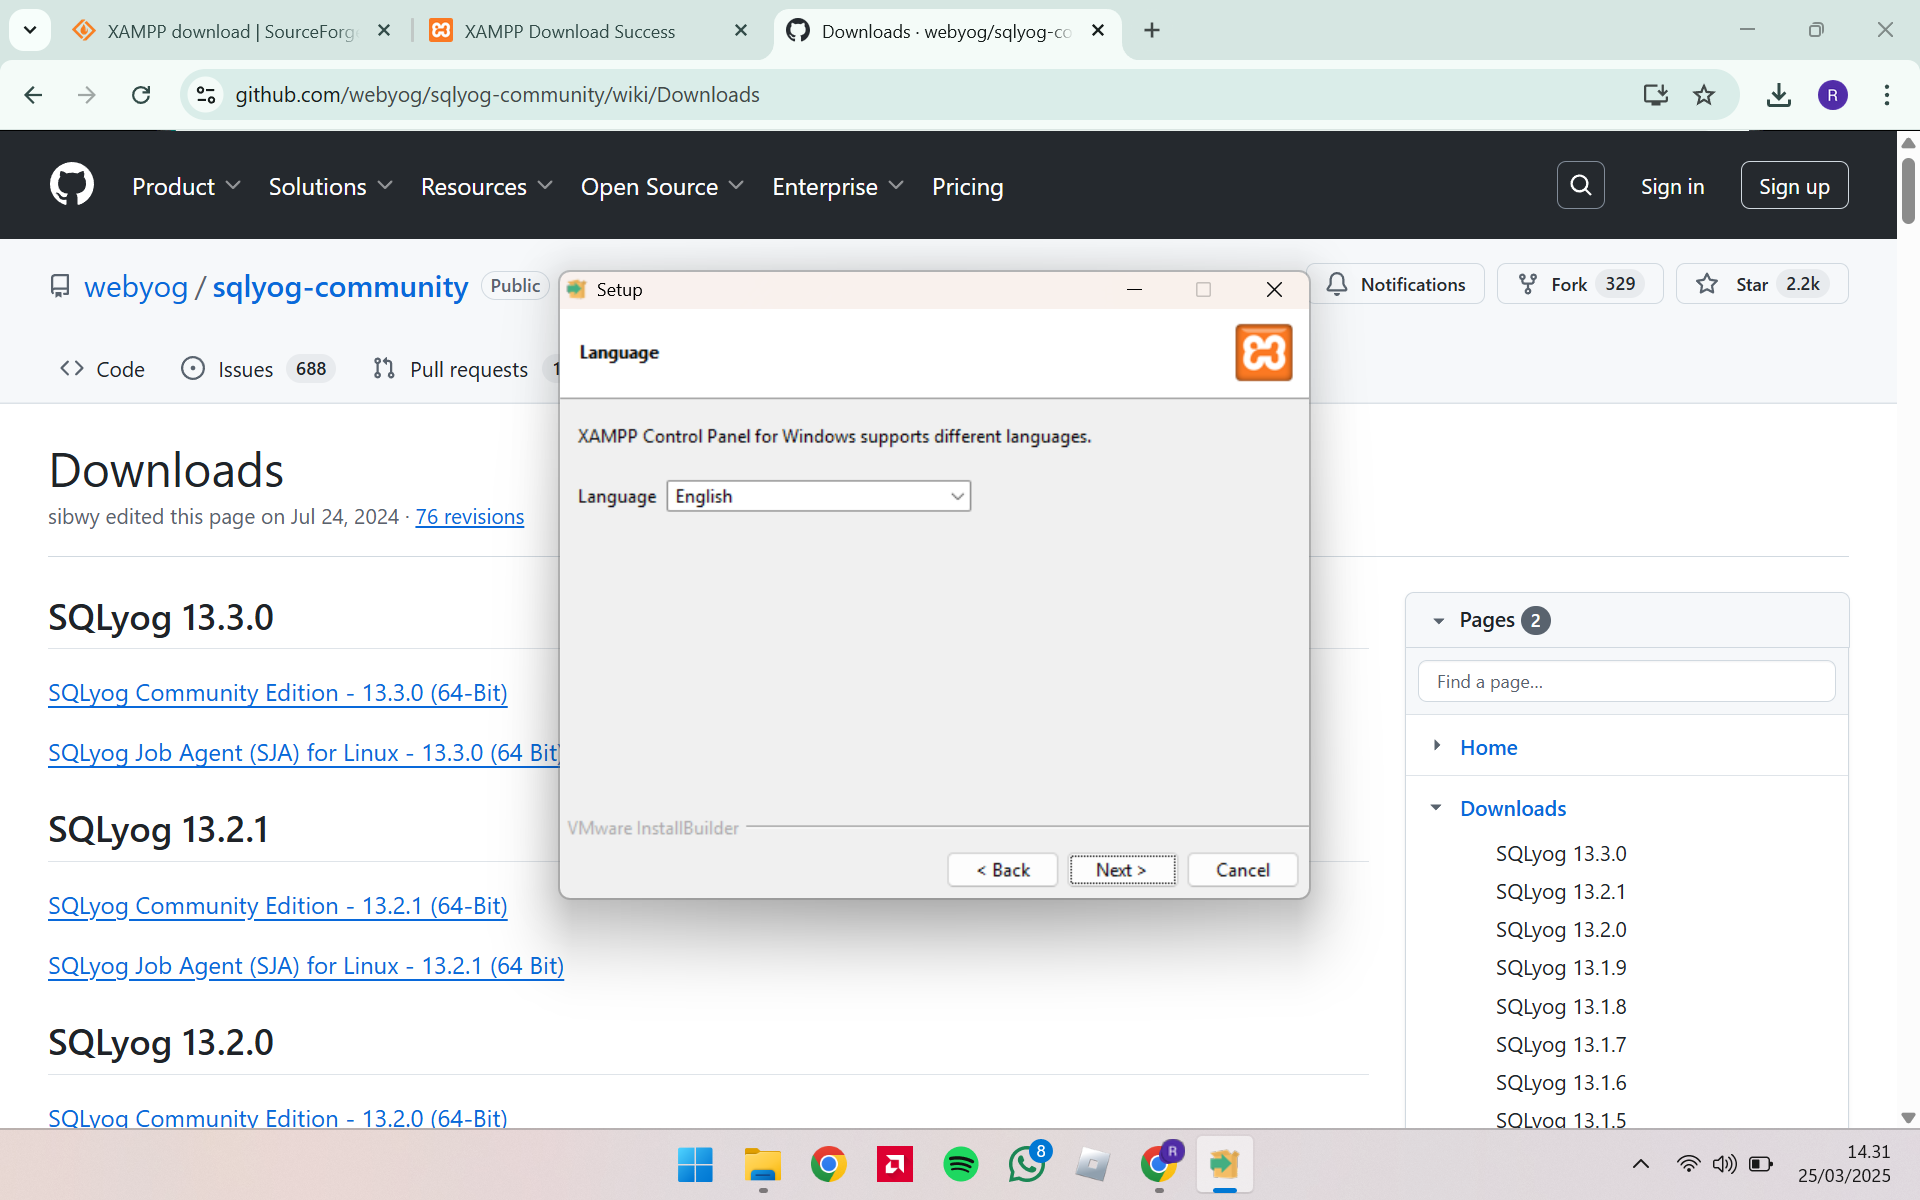 XAMPP download | SourceForge
XAMPP Download Success
Downloads · webyog/sqlyog-co
github.com/webyog/sqlyog-community/wiki/Downloads
R
Product
Solutions
Resources
Open Source
Enterprise
Pricing
Sign in
Sign up
webyog / sqlyog-community
Public
Notifications
Fork 329
Star 2.2k
Code
Issues 688
Pull requests 1
Setup
Language
XAMPP Control Panel for Windows supports different languages.
Language English
VMware InstallBuilder
< Back
Next >
Cancel
Downloads
sibwy edited this page on Jul 24, 2024 · 76 revisions
SQLyog 13.3.0
SQLyog Community Edition - 13.3.0 (64-Bit)
SQLyog Job Agent (SJA) for Linux - 13.3.0 (64 Bit)
SQLyog 13.2.1
SQLyog Community Edition - 13.2.1 (64-Bit)
SQLyog Job Agent (SJA) for Linux - 13.2.1 (64 Bit)
SQLyog 13.2.0
SQLyog Community Edition - 13.2.0 (64-Bit)
Pages 2
Find a page...
Home
Downloads
SQLyog 13.3.0
SQLyog 13.2.1
SQLyog 13.2.0
SQLyog 13.1.9
SQLyog 13.1.8
SQLyog 13.1.7
SQLyog 13.1.6
SQLyog 13.1.5
8
R
14.31
25/03/2025